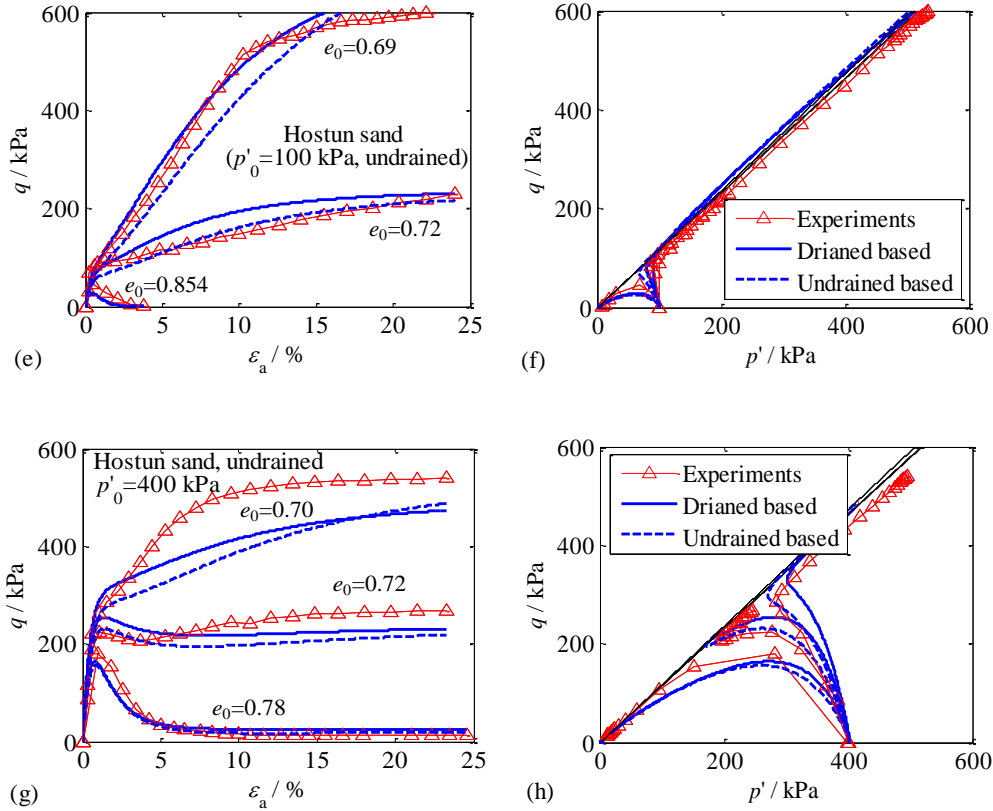 600
400
200
0
q / kPa
e0=0.69
Hostun sand
(p'0=100 kPa, undrained)
e0=0.72
e0=0.854
0 5 10 15 20 25
εa / %
(e)
600
400
200
0
q / kPa
Experiments
Drianed based
Undrained based
0 200 400 600
p' / kPa
(f)
600
400
200
0
q / kPa
Hostun sand, undrained
p'0=400 kPa
e0=0.70
e0=0.72
e0=0.78
0 5 10 15 20 25
εa / %
(g)
600
400
200
0
q / kPa
Experiments
Drianed based
Undrained based
0 200 400 600
p' / kPa
(h)